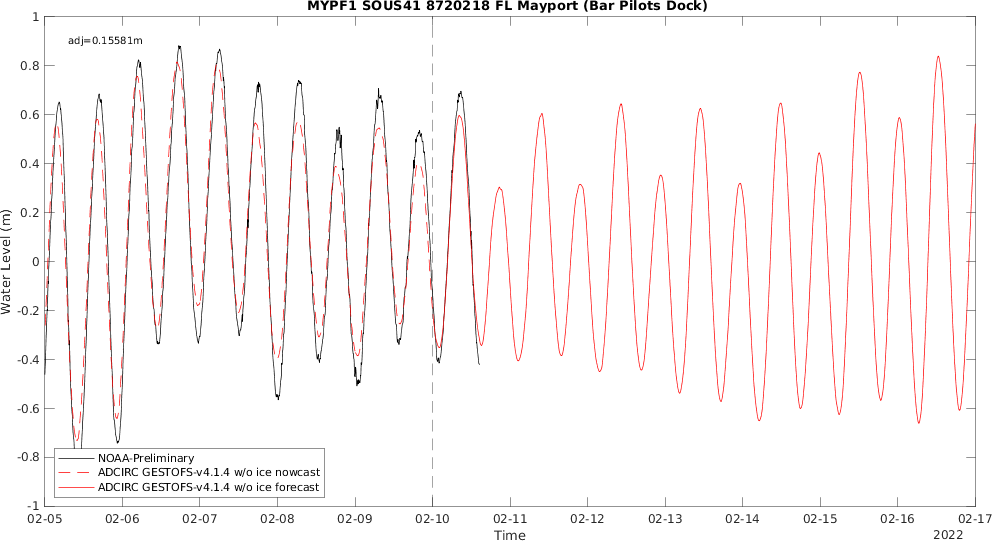 MYPF1 SOUS41 8720218 FL Mayport (Bar Pilots Dock)
adj=0.15581m
1
0.8
0.6
0.4
0.2
0
-0.2
-0.4
-0.6
-0.8
-1
Water Level (m)
NOAA-Preliminary
ADCIRC GESTOFS-v4.1.4 w/o ice nowcast
ADCIRC GESTOFS-v4.1.4 w/o ice forecast
02-05 02-06 02-07 02-08 02-09 02-10 02-11 02-12 02-13 02-14 02-15 02-16 02-17
Time
2022